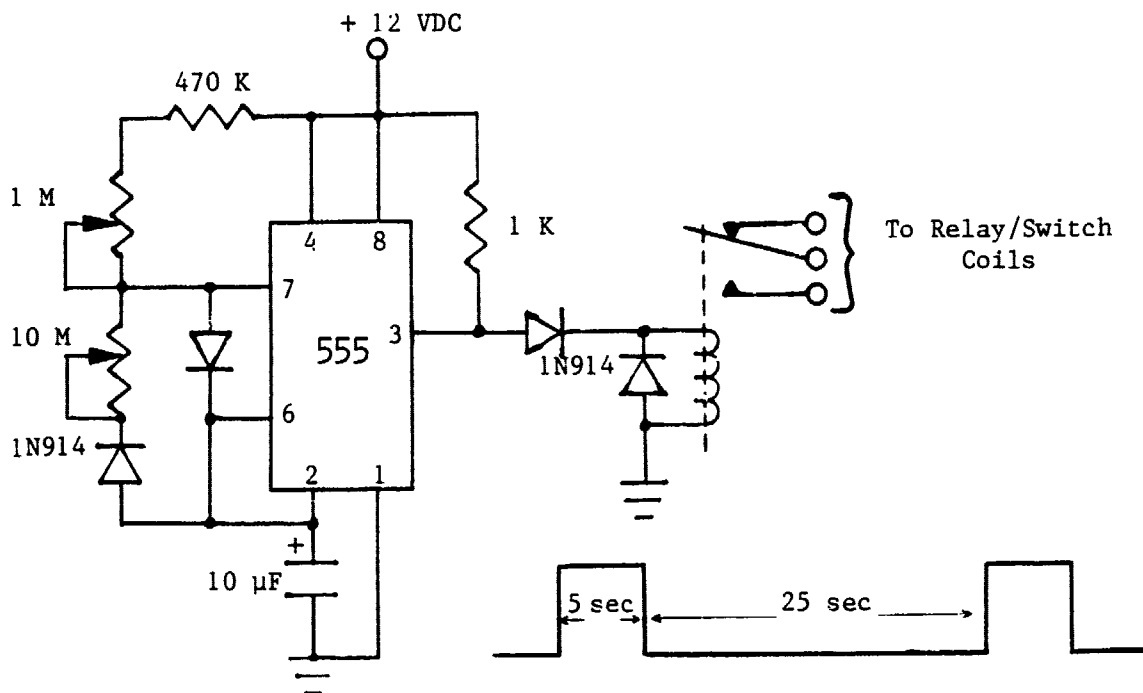 + 12 VDC
470 K
1 M
4 8
1 K
To Relay/Switch
Coils
7
10 M
3
555
1N914
6
1N914
2 1
+
10 µF
5 sec
25 sec